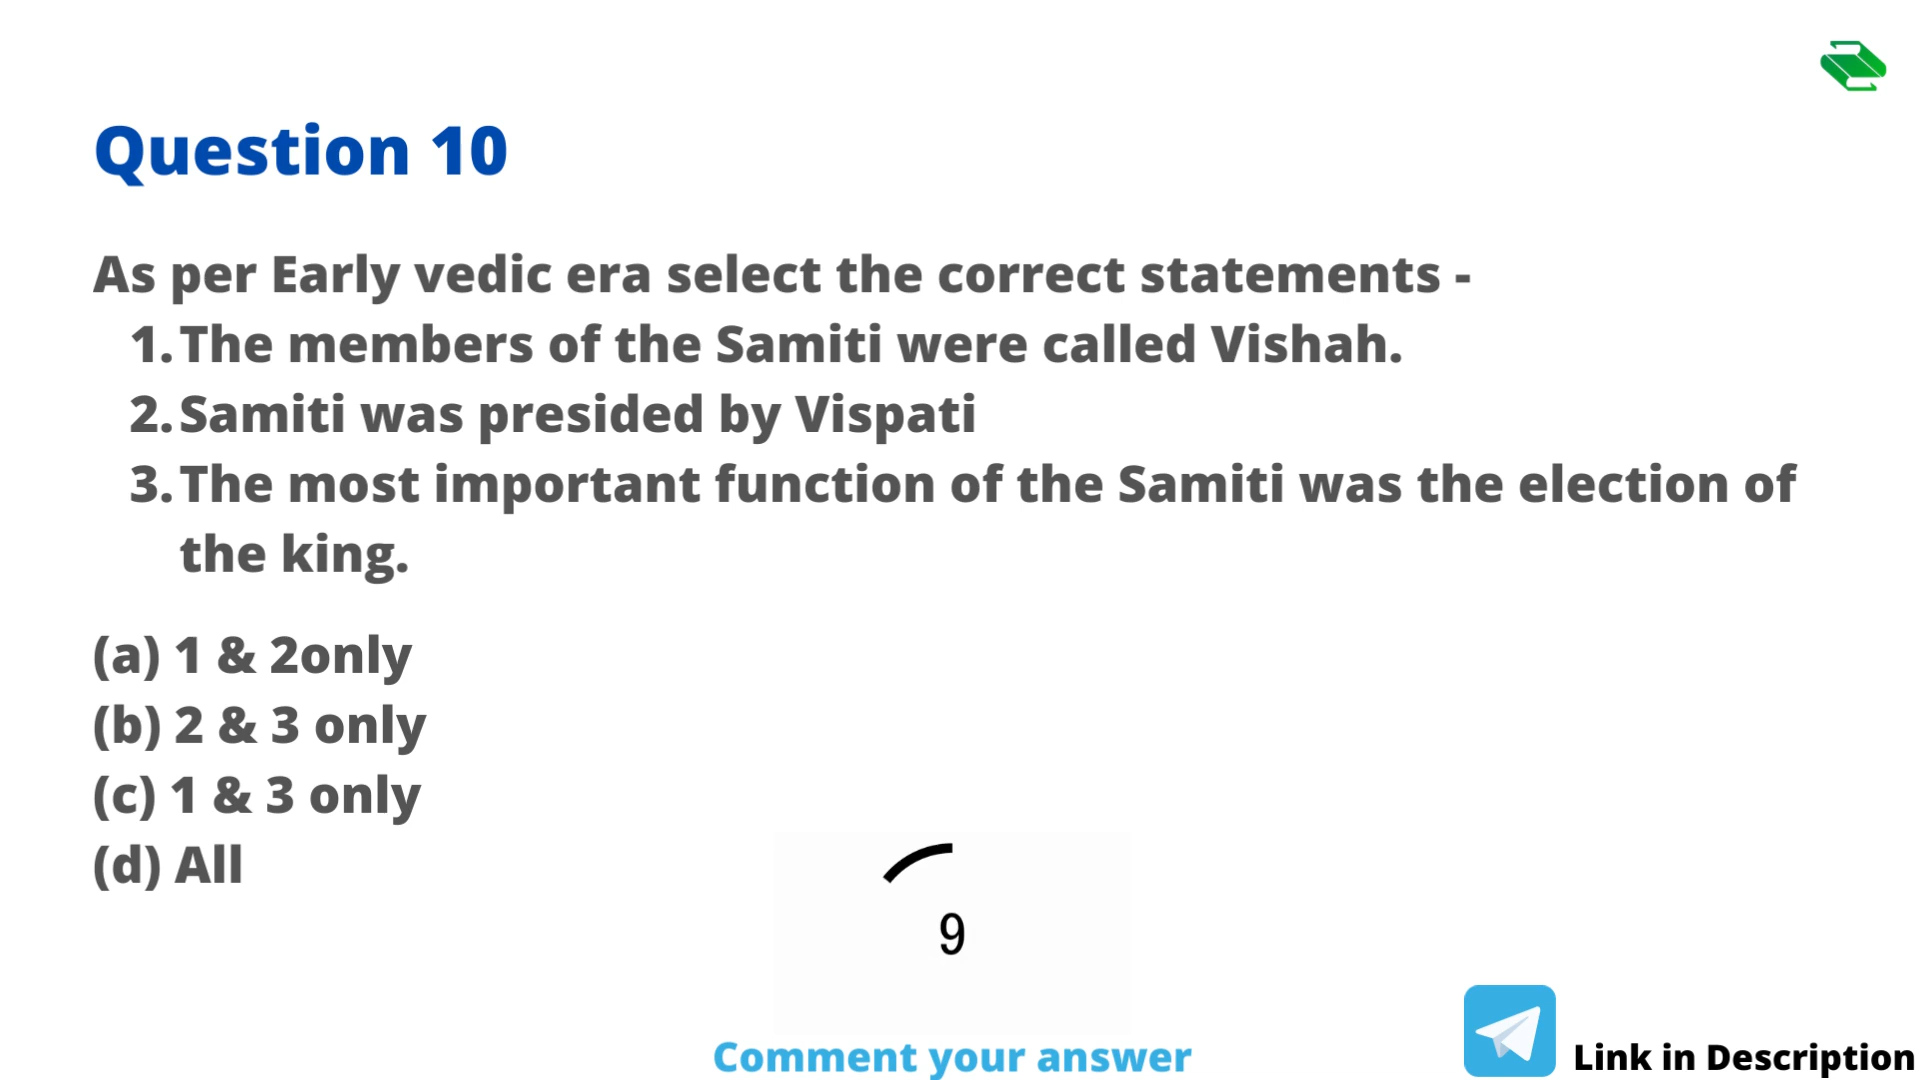 Question 10
As per Early vedic era select the correct statements -
1. The members of the Samiti were called Vishah.
2. Samiti was presided by Vispati
3. The most important function of the Samiti was the election of
the king.
(a) 1 & 2only
(b) 2 & 3 only
(c) 1 & 3 only
(d) All
9
Comment your answer
Link in Description